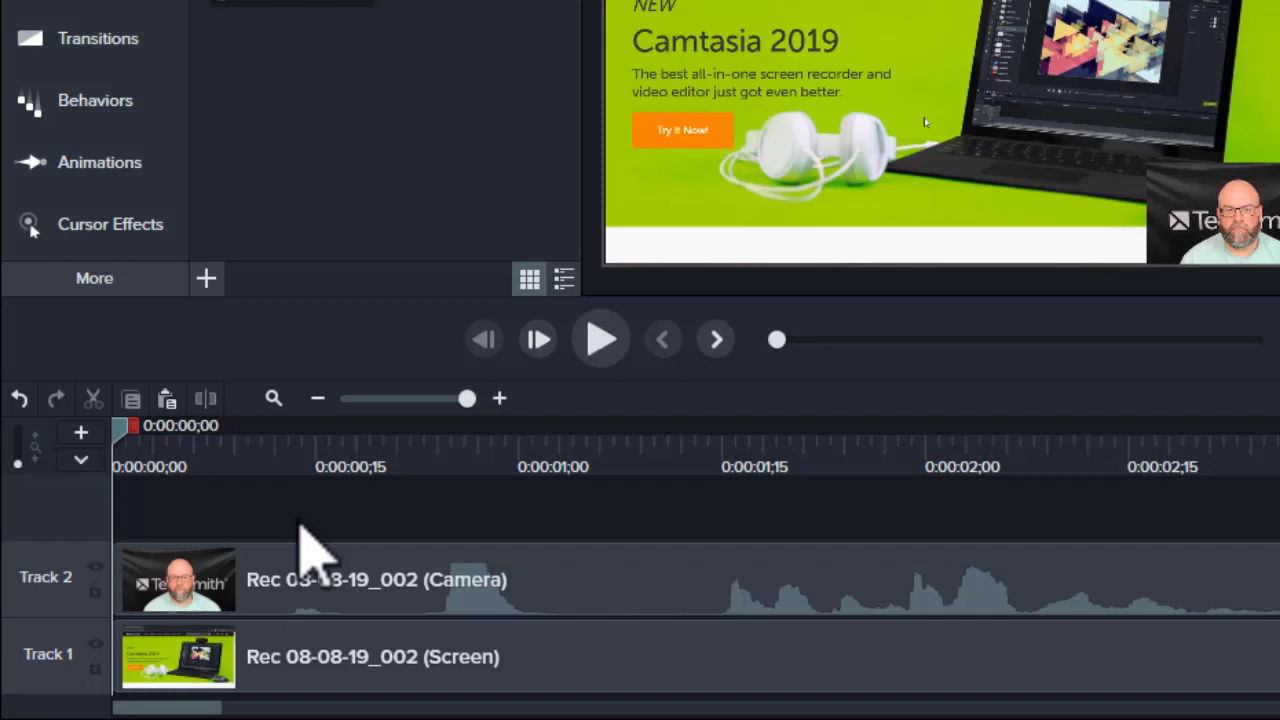 NEW
Transitions
Camtasia 2019
The best all-in-one screen recorder and
video editor just got even better.
Behaviors
Try It Now!
Animations
Cursor Effects
More
0:00:00;00
0:00:00;00 0:00:00;15 0:00:01;00 0:00:01;15 0:00:02;00 0:00:02;15
Track 2
Rec 08-08-19_002 (Camera)
Track 1
Rec 08-08-19_002 (Screen)